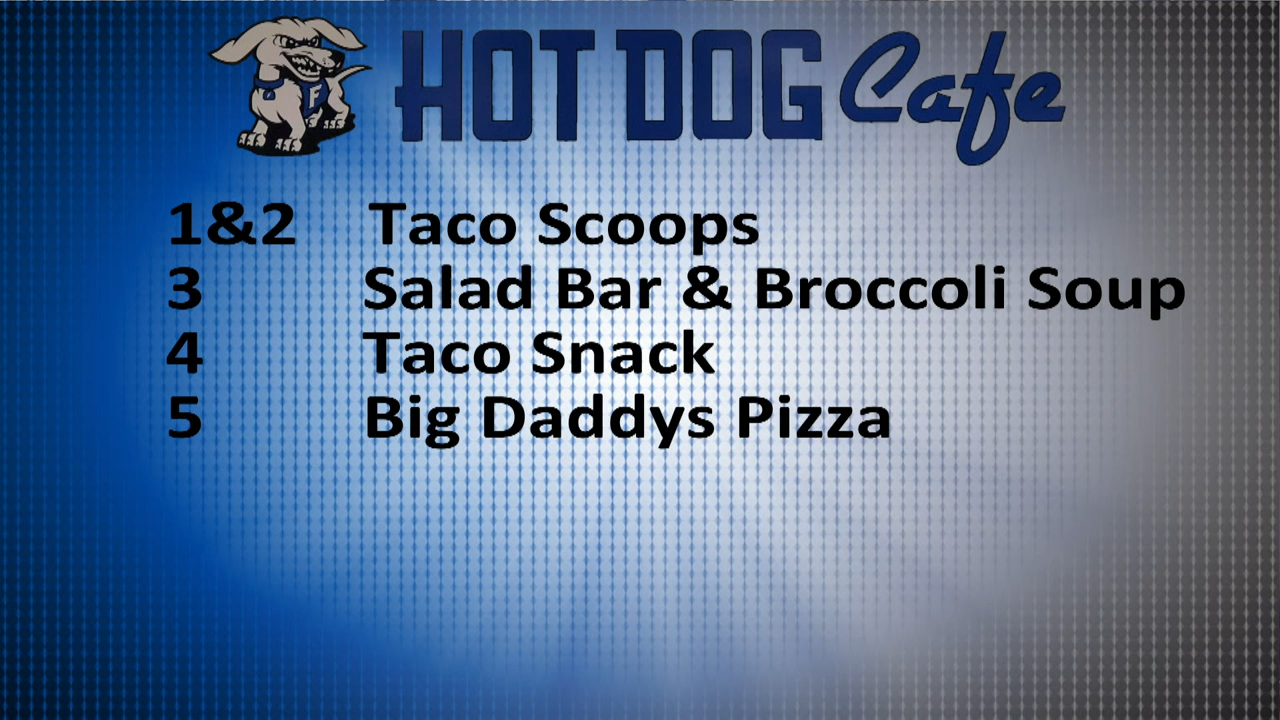 HOT DOG Cafe
F
1&2 Taco Scoops
3 Salad Bar & Broccoli Soup
4 Taco Snack
5 Big Daddys Pizza